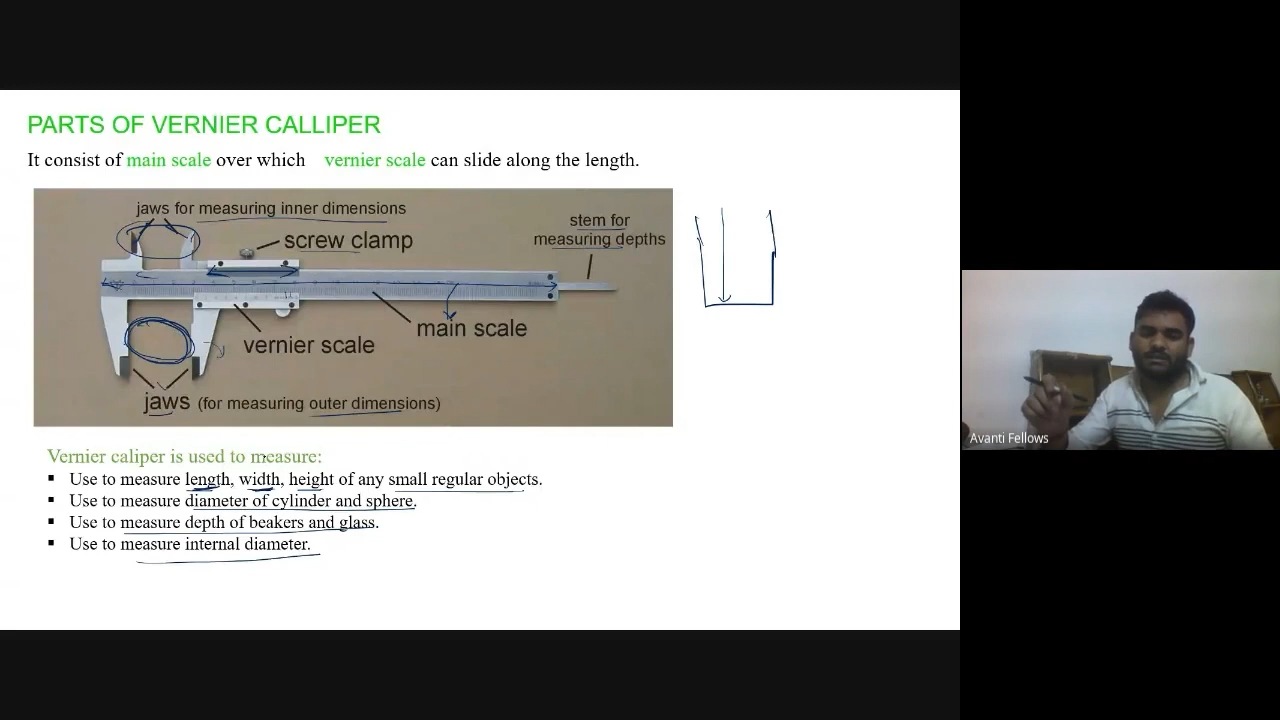 PARTS OF VERNIER CALLIPER
It consist of main scale over which vernier scale can slide along the length.
jaws for measuring inner dimensions
screw clamp
stem for
measuring depths
main scale
vernier scale
jaws (for measuring outer dimensions)
Avanti Fellows
Vernier caliper is used to measure:
▪ Use to measure length, width, height of any small regular objects.
▪ Use to measure diameter of cylinder and sphere.
▪ Use to measure depth of beakers and glass.
▪ Use to measure internal diameter.